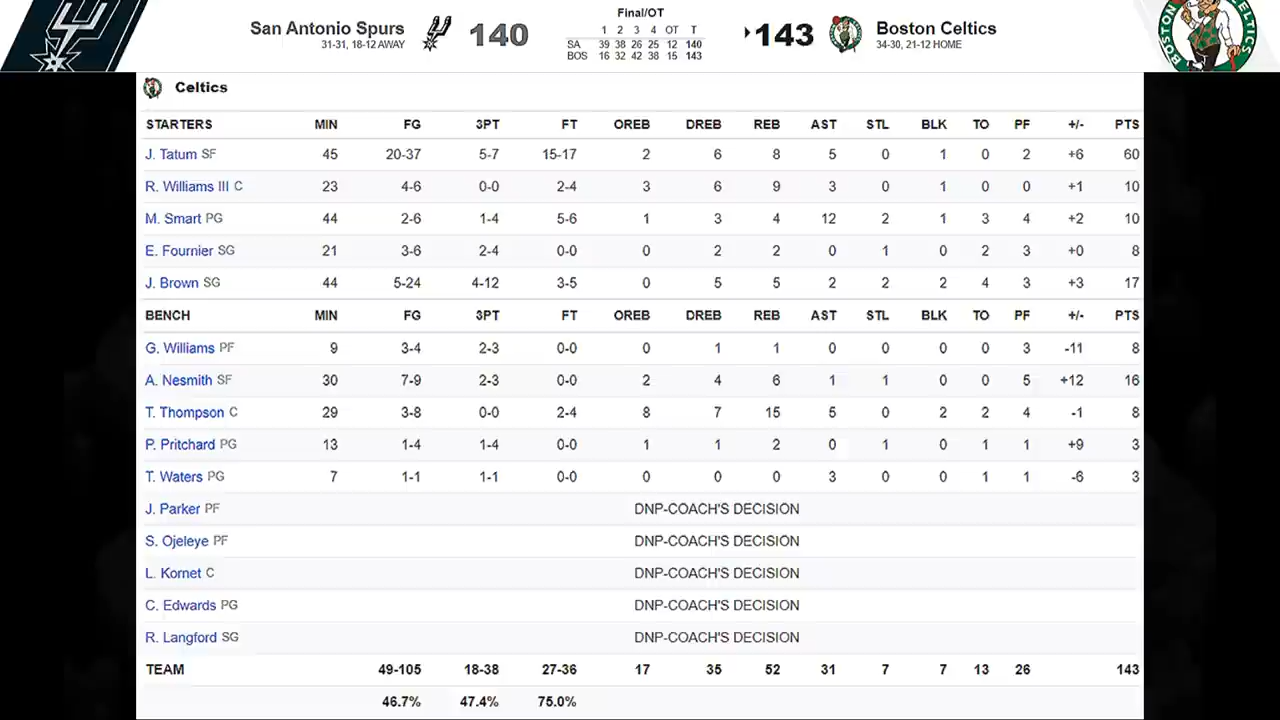 Final/OT
San Antonio Spurs 140 143 Boston Celtics
31-31, 18-12 AWAY 34-30, 21-12 HOME
1 2 3 4 OT T
SA 39 38 26 25 12 140
BOS 16 32 42 38 15 143
BOSTON CELTICS
Celtics
STARTERS MIN FG 3PT FT OREB DREB REB AST STL BLK TO PF +/- PTS
J. Tatum SF 45 20-37 5-7 15-17 2 6 8 5 0 1 0 2 +6 60
R. Williams III C 23 4-6 0-0 2-4 3 6 9 3 0 1 0 0 +1 10
M. Smart PG 44 2-6 1-4 5-6 1 3 4 12 2 1 3 4 +2 10
E. Fournier SG 21 3-6 2-4 0-0 0 2 2 0 1 0 2 3 +0 8
J. Brown SG 44 5-24 4-12 3-5 0 5 5 2 2 2 4 3 +3 17
BENCH MIN FG 3PT FT OREB DREB REB AST STL BLK TO PF +/- PTS
G. Williams PF 9 3-4 2-3 0-0 0 1 1 0 0 0 0 3 -11 8
A. Nesmith SF 30 7-9 2-3 0-0 2 4 6 1 1 0 0 5 +12 16
T. Thompson C 29 3-8 0-0 2-4 8 7 15 5 0 2 2 4 -1 8
P. Pritchard PG 13 1-4 1-4 0-0 1 1 2 0 1 0 1 1 +9 3
T. Waters PG 7 1-1 1-1 0-0 0 0 0 3 0 0 1 1 -6 3
J. Parker PF DNP-COACH'S DECISION
S. Ojeleye PF DNP-COACH'S DECISION
L. Kornet C DNP-COACH'S DECISION
C. Edwards PG DNP-COACH'S DECISION
R. Langford SG DNP-COACH'S DECISION
TEAM 49-105 18-38 27-36 17 35 52 31 7 7 13 26 143
46.7% 47.4% 75.0%